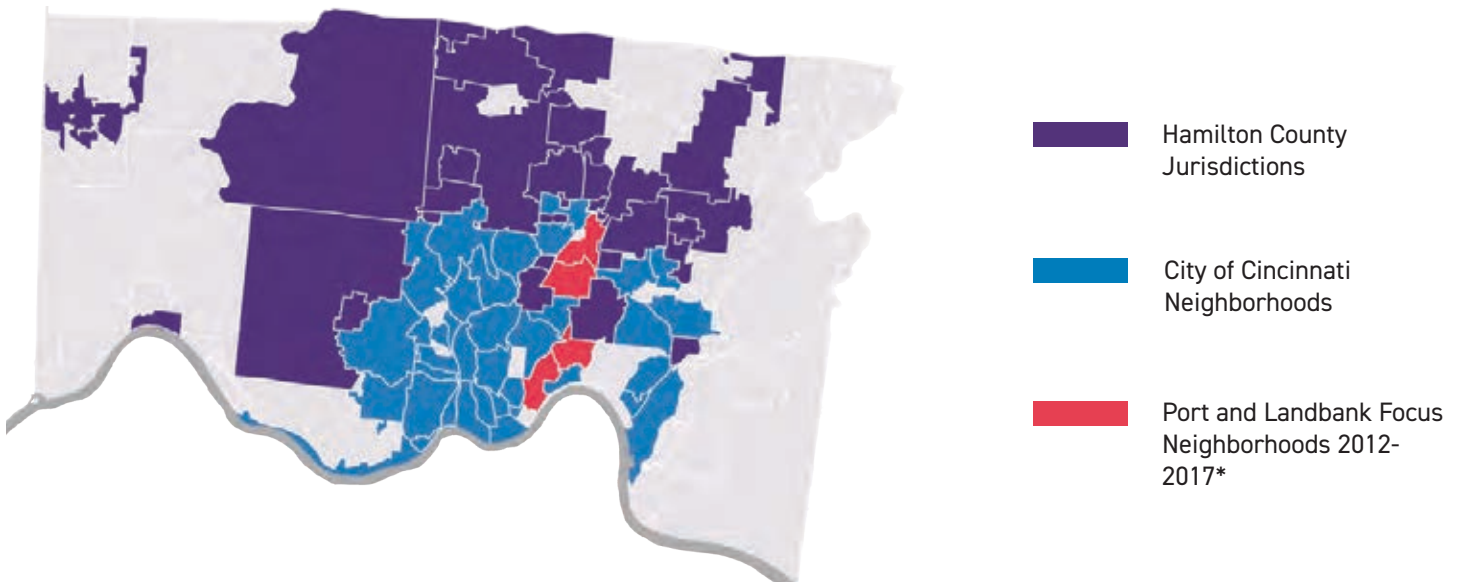 Hamilton County
Jurisdictions
City of Cincinnati
Neighborhoods
Port and Landbank Focus
Neighborhoods 2012-
2017*